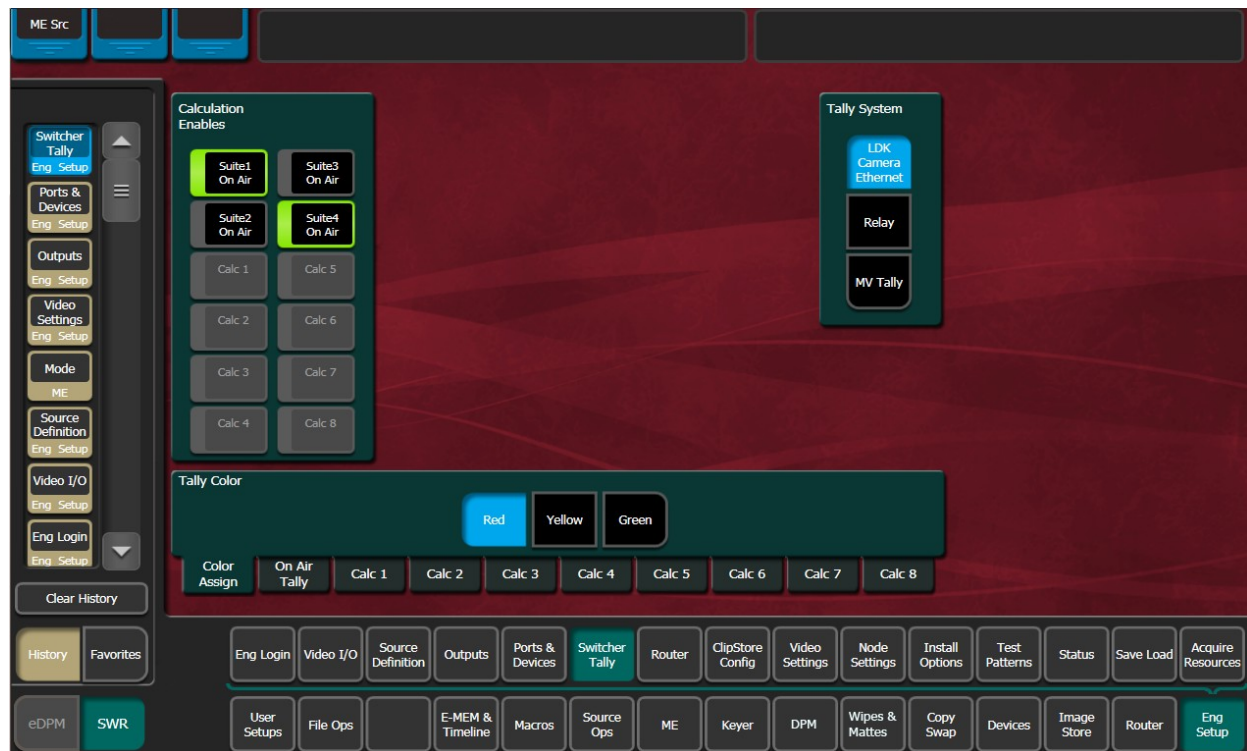 ME Src
Switcher
Tally
Eng Setup
Ports &
Devices
Eng Setup
Outputs
Eng Setup
Video
Settings
Eng Setup
Mode
ME
Source
Definition
Eng Setup
Video I/O
Eng Setup
Eng Login
Eng Setup
Clear History
History
Favorites
eDPM
SWR
Calculation
Enables
Suite1
On Air
Suite3
On Air
Suite2
On Air
Suite4
On Air
Calc 1
Calc 5
Calc 2
Calc 6
Calc 3
Calc 7
Calc 4
Calc 8
Tally System
LDK
Camera
Ethernet
Relay
MV Tally
Tally Color
Red
Yellow
Green
Color
Assign
On Air
Tally
Calc 1
Calc 2
Calc 3
Calc 4
Calc 5
Calc 6
Calc 7
Calc 8
Eng Login
Video I/O
Source
Definition
Outputs
Ports &
Devices
Switcher
Tally
Router
ClipStore
Config
Video
Settings
Node
Settings
Install
Options
Test
Patterns
Status
Save Load
Acquire
Resources
User
Setups
File Ops
E-MEM &
Timeline
Macros
Source
Ops
ME
Keyer
DPM
Wipes &
Mattes
Copy
Swap
Devices
Image
Store
Router
Eng
Setup